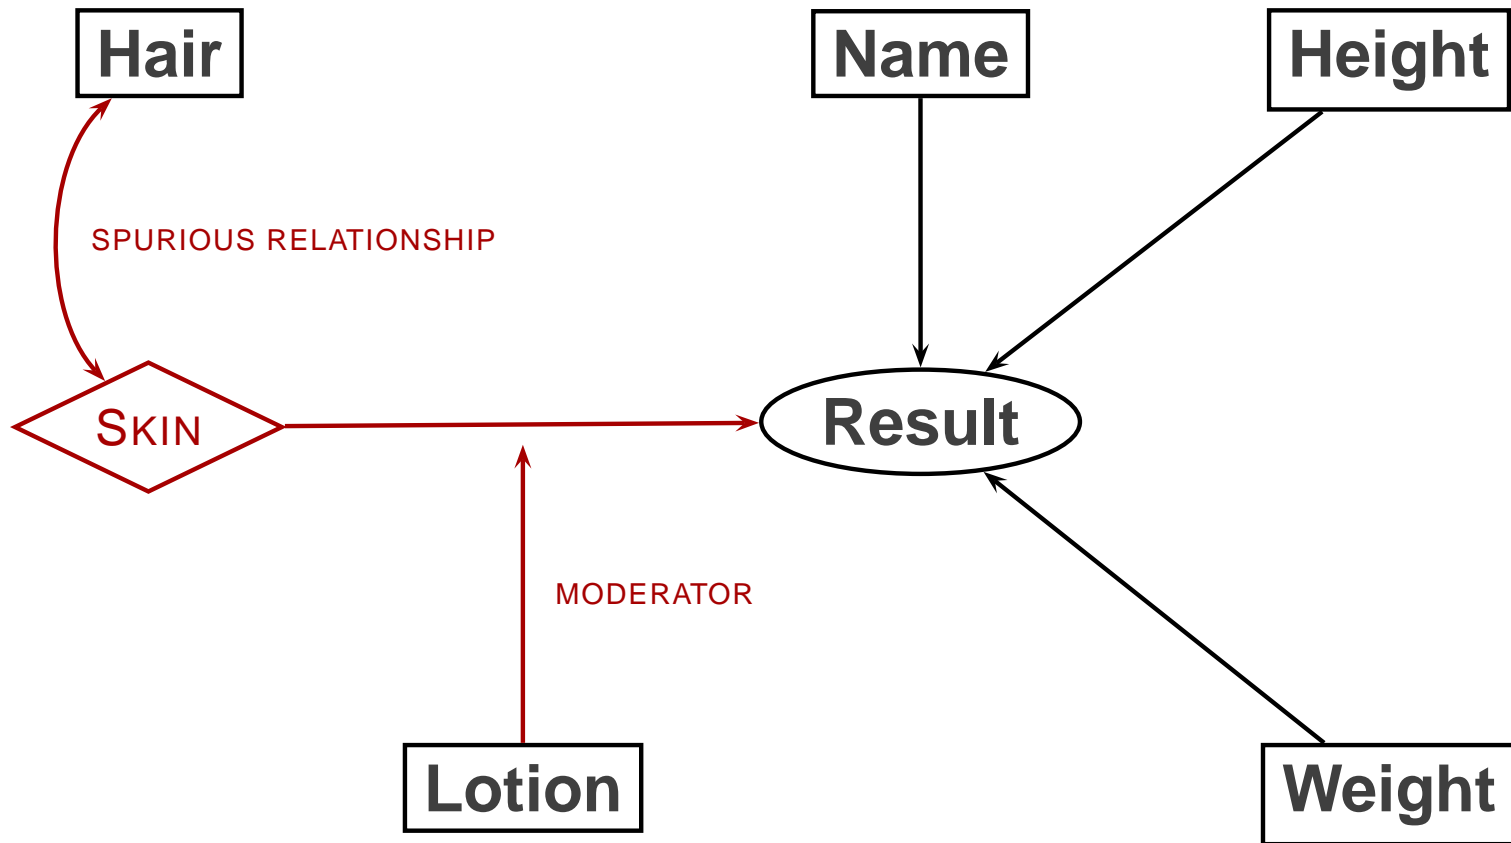 Hair
Name
Height
SPURIOUS RELATIONSHIP
SKIN
Result
MODERATOR
Lotion
Weight